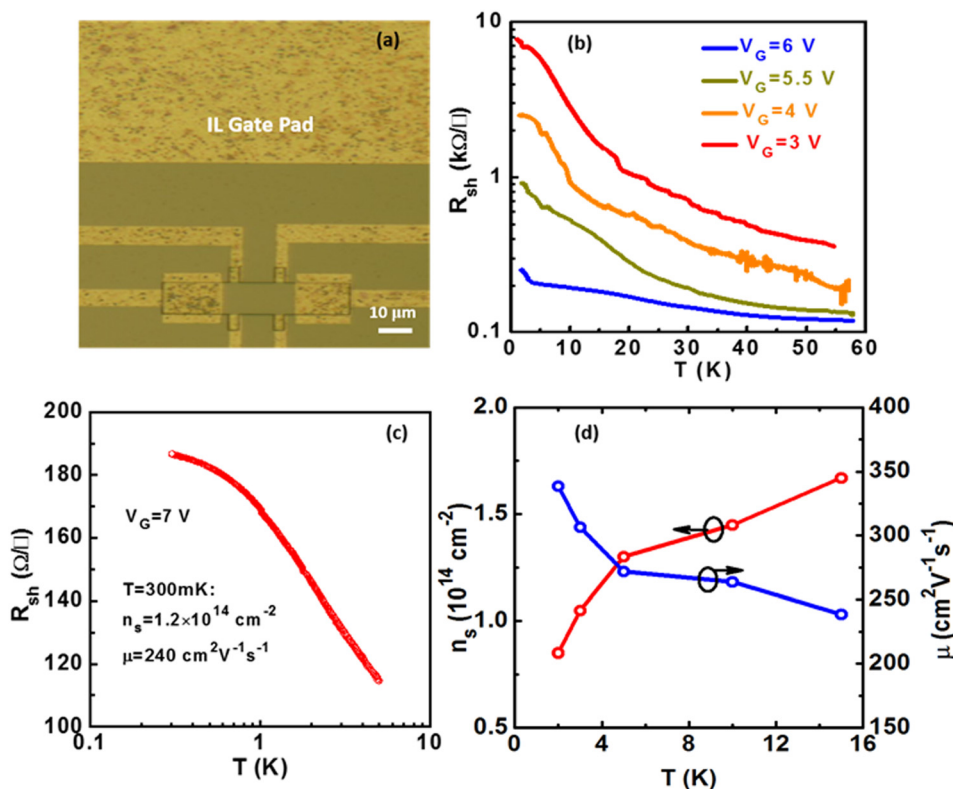 (a)
IL Gate Pad
10 μm
(b)
V_G=6 V
V_G=5.5 V
V_G=4 V
V_G=3 V
R_sh (kΩ/□)
10
1
0.1
0 10 20 30 40 50 60
T (K)
(c)
R_sh (Ω/□)
200
180
160
140
120
100
V_G=7 V
T=300mK:
n_s=1.2×10^14 cm^-2
μ=240 cm^2V^-1s^-1
0.1 1 10
T (K)
(d)
n_s (10^14 cm^-2)
2.0
1.5
1.0
0.5
400
350
300
250
200
150
μ (cm^2V^-1s^-1)
0 4 8 12 16
T (K)